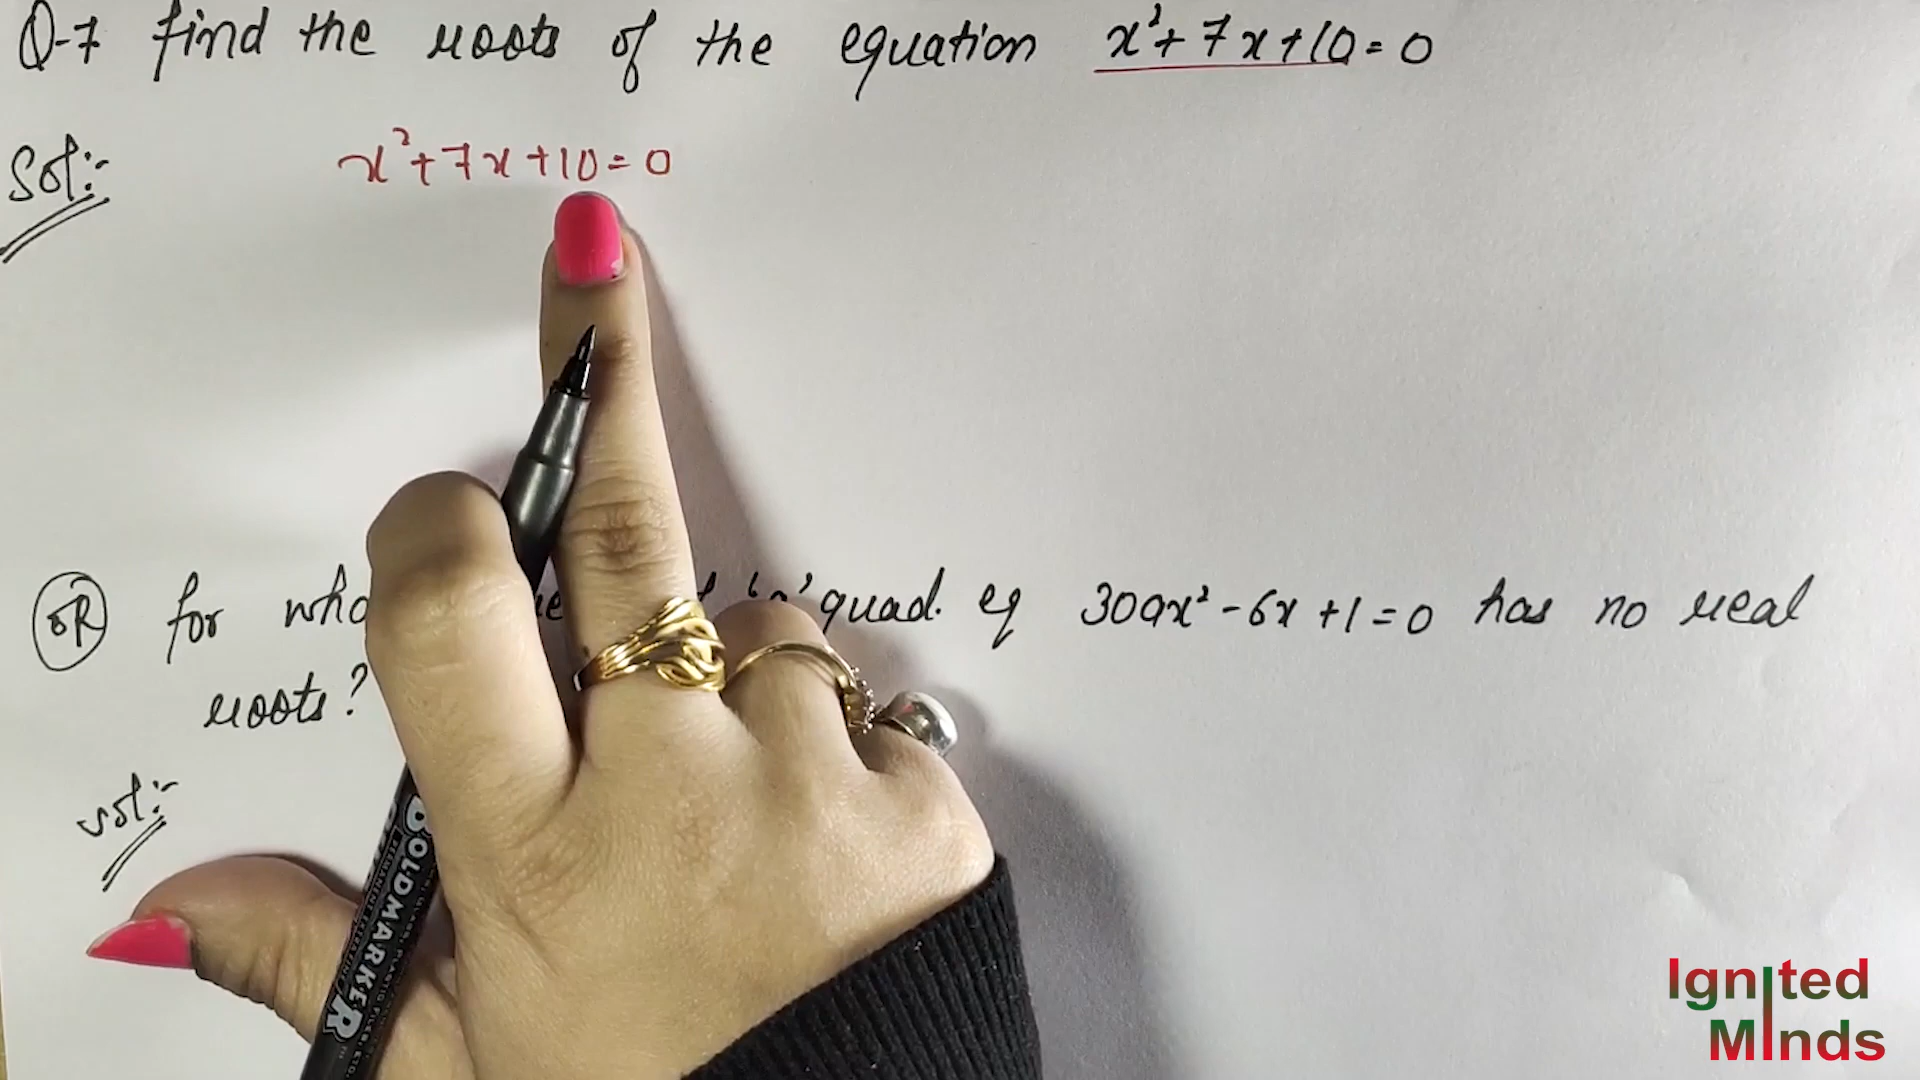 Q-7 find the roots of the equation x²+7x+10=0
Sol:-
x²+7x+10=0
OR for quad. eq 30ax²-6x+1=0 has no real
roots?
sol:-
BOLDMARKER
Ignited
Minds